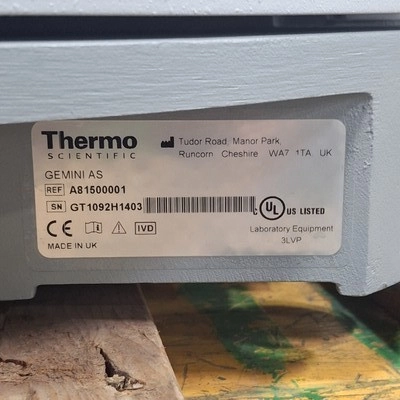 Thermo
SCIENTIFIC
Tudor Road, Manor Park
Runcorn Cheshire WA7 1TA UK
GEMINI AS
REF A81500001
SN GT1092H1403
C UL US LISTED
CE IVD
Laboratory Equipment
3LVP
MADE IN UK